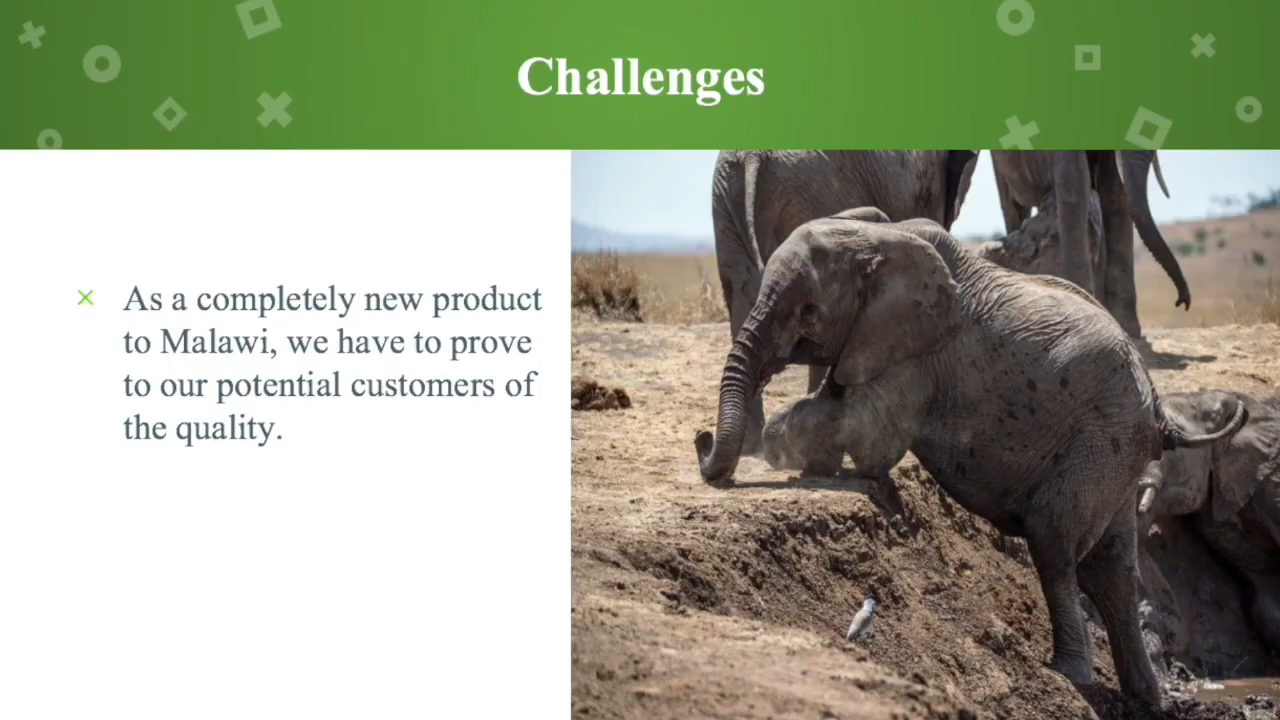 Challenges
As a completely new product
to Malawi, we have to prove
to our potential customers of
the quality.